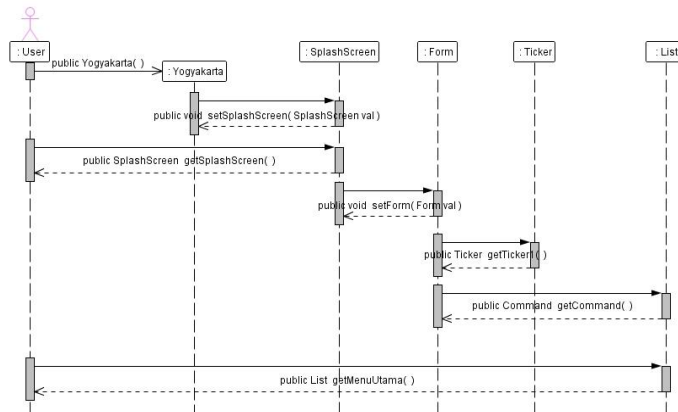 : User
: SplashScreen
: Form
: Ticker
: List
public Yogyakarta( )
: Yogyakarta
public void setSplashScreen( SplashScreen val )
public SplashScreen getSplashScreen( )
public void setForm( Form val )
public Ticker getTicker1( )
public Command getCommand( )
public List getMenuUtama( )